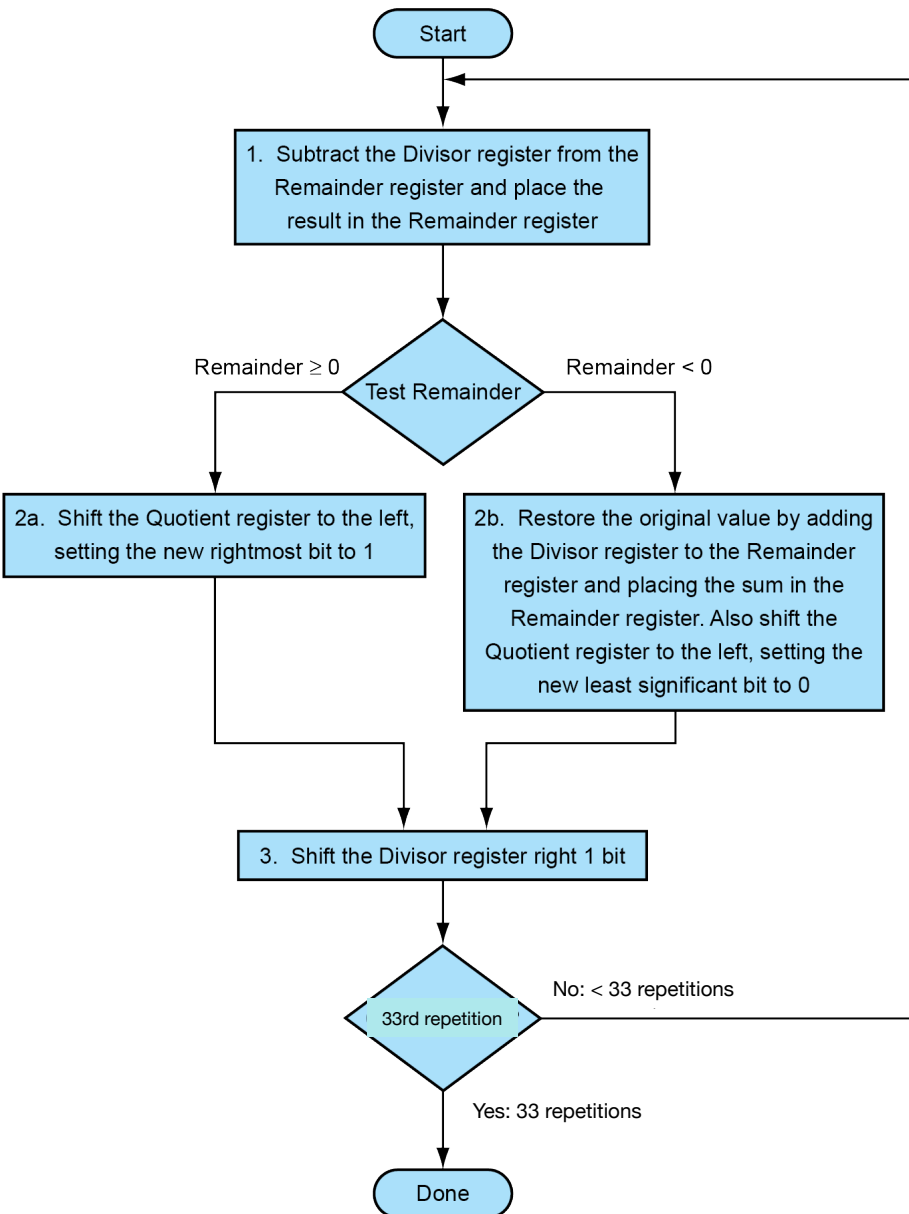 Start
1. Subtract the Divisor register from the
Remainder register and place the
result in the Remainder register
Remainder ≥ 0
Test Remainder
Remainder < 0
2a. Shift the Quotient register to the left,
setting the new rightmost bit to 1
2b. Restore the original value by adding
the Divisor register to the Remainder
register and placing the sum in the
Remainder register. Also shift the
Quotient register to the left, setting the
new least significant bit to 0
3. Shift the Divisor register right 1 bit
33rd repetition
No: < 33 repetitions
Yes: 33 repetitions
Done